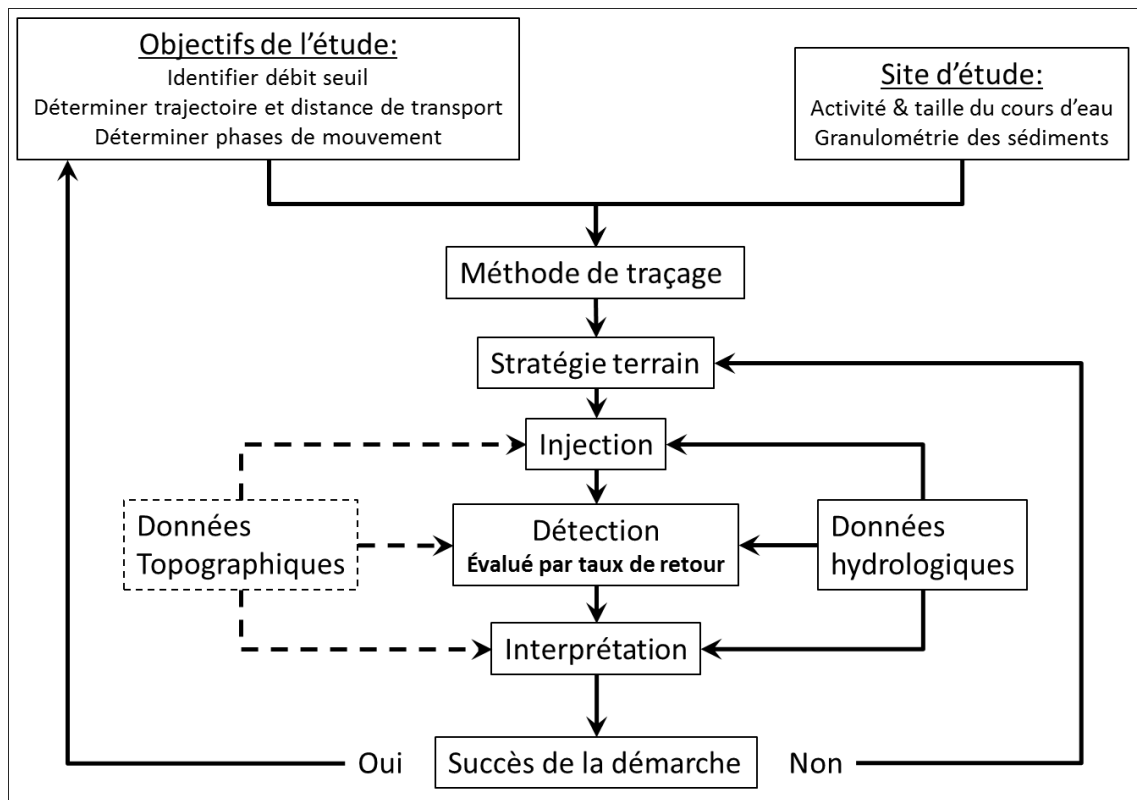 Objectifs de l'étude:
Identifier débit seuil
Déterminer trajectoire et distance de transport
Déterminer phases de mouvement
Site d'étude:
Activité & taille du cours d'eau
Granulométrie des sédiments
Méthode de traçage
Stratégie terrain
Injection
Données
Topographiques
Détection
Évalué par taux de retour
Données
hydrologiques
Interprétation
Oui
Succès de la démarche
Non